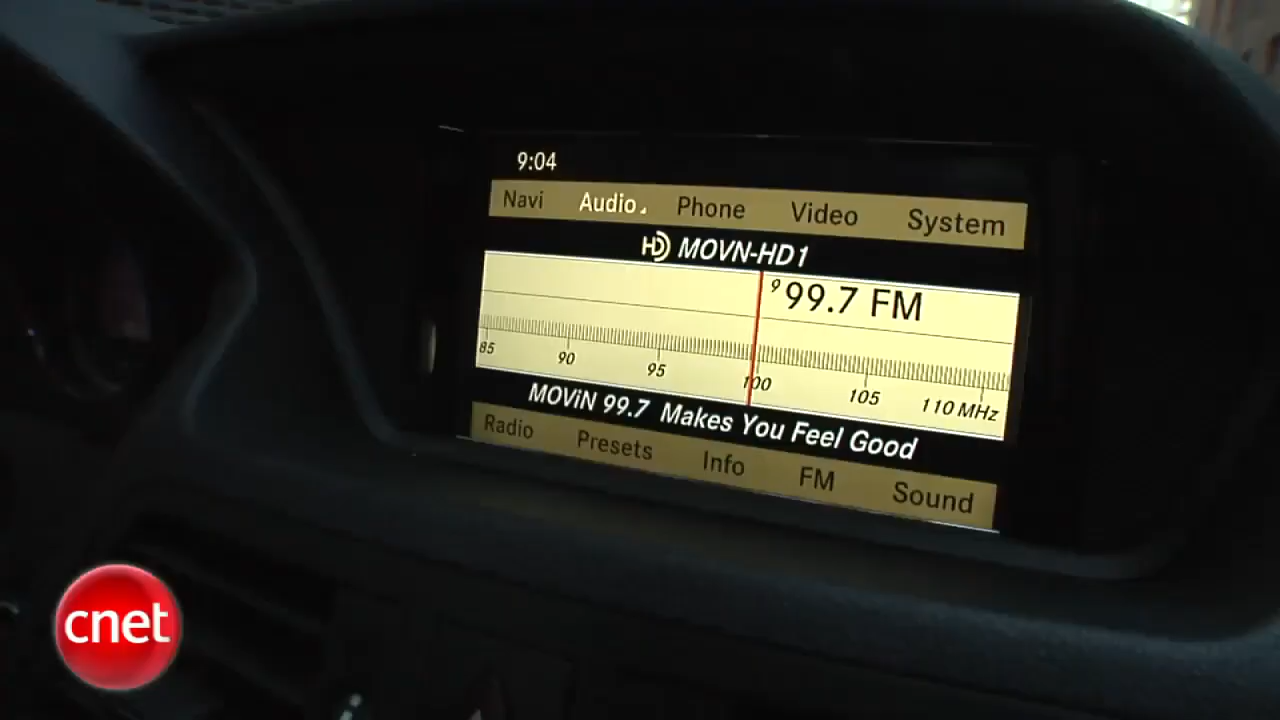 9:04
Navi Audio Phone Video System
HD MOVN-HD1
9 99.7 FM
85 90 95 100 105 110 MHz
MOViN 99.7 Makes You Feel Good
Radio Presets Info FM Sound
cnet